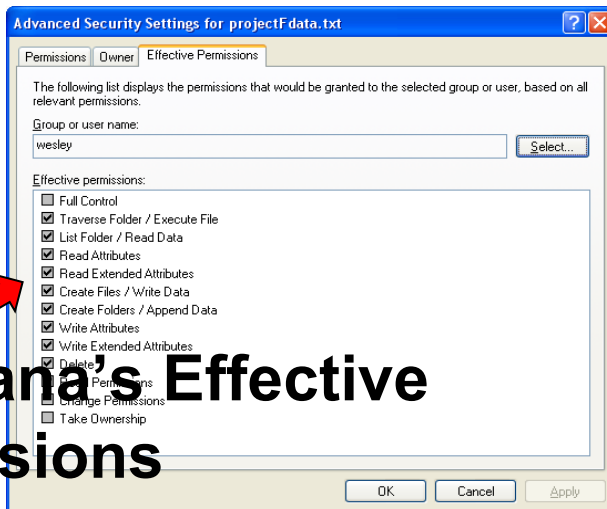 Advanced Security Settings for projectFdata.txt
Permissions Owner Effective Permissions
The following list displays the permissions that would be granted to the selected group or user, based on all
relevant permissions.
Group or user name:
wesley
Select...
Effective permissions:
Full Control
Traverse Folder / Execute File
List Folder / Read Data
Read Attributes
Read Extended Attributes
Create Files / Write Data
Create Folders / Append Data
Write Attributes
Write Extended Attributes
Delete
ana's Effective
Permissions
Change Permissions
Take Ownership
sions
OK Cancel Apply